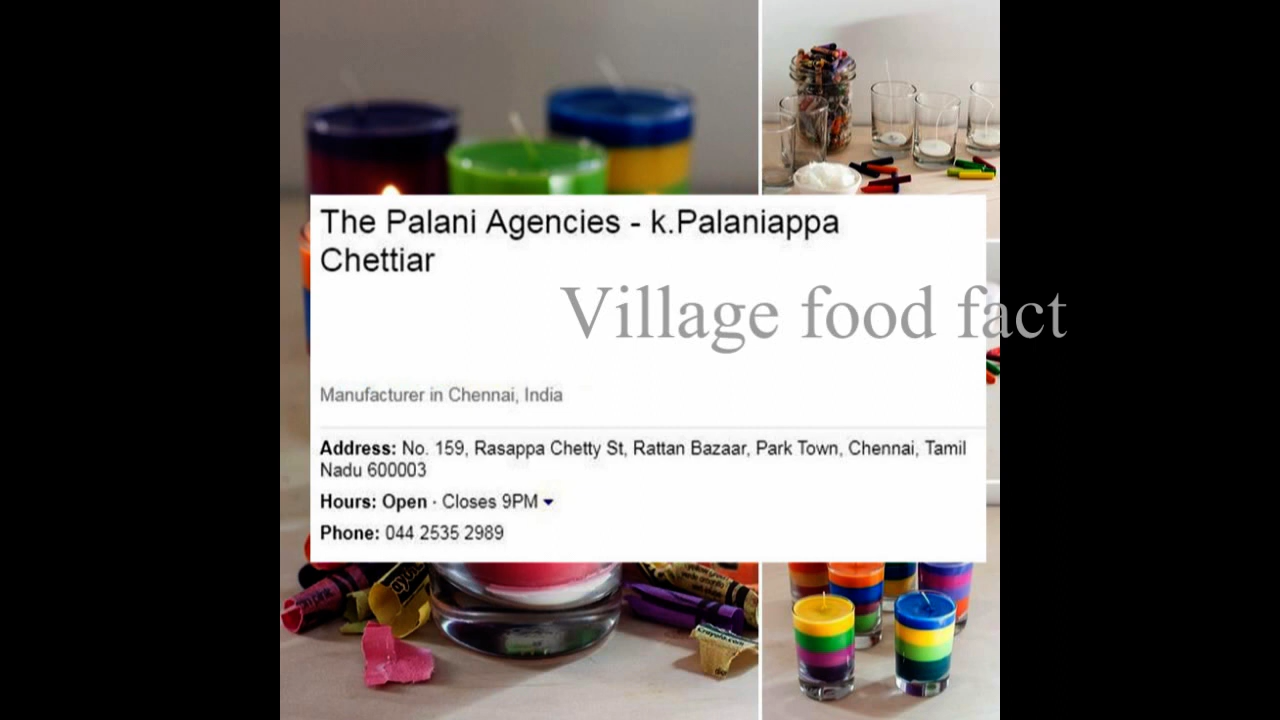 The Palani Agencies - k.Palaniappa
Chettiar
Village food fact
Manufacturer in Chennai, India
Address: No. 159, Rasappa Chetty St, Rattan Bazaar, Park Town, Chennai, Tamil
Nadu 600003
Hours: Open · Closes 9PM
Phone: 044 2535 2989